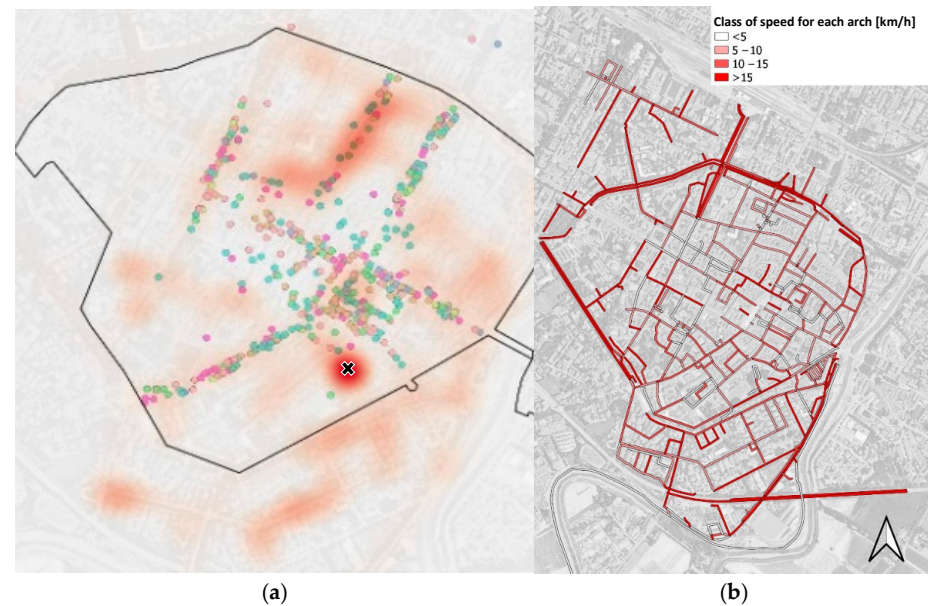 Class of speed for each arch [km/h]
<5
5 – 10
10 – 15
>15
(a)
(b)